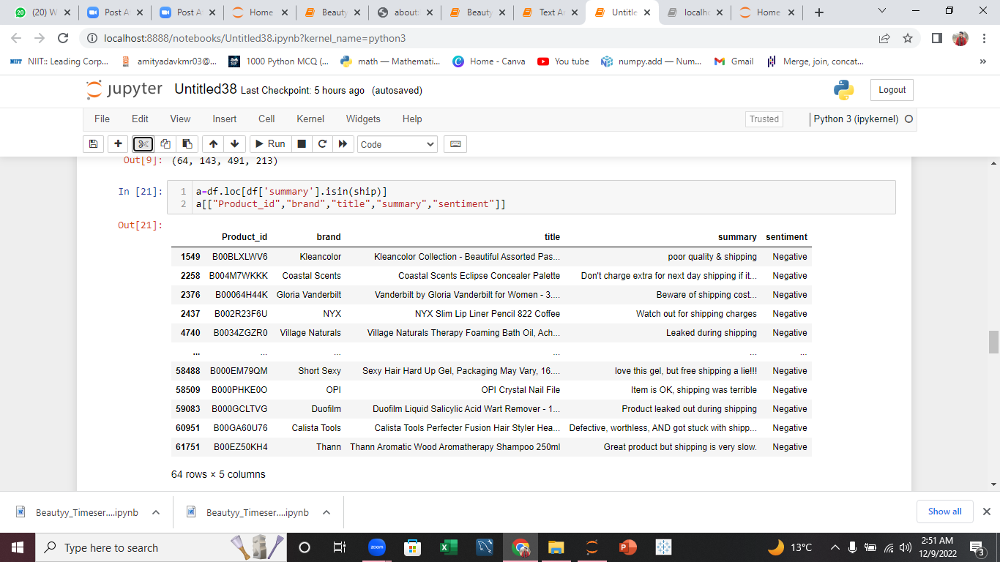 20 (20) W
Post A
Post A
Home
Beauty
about:
Beauty
Text A
Untitle
localho
Home
localhost:8888/notebooks/Untitled38.ipynb?kernel_name=python3
NIIT NIIT:: Leading Corp...
amityadavkmr03@...
1000 Python MCQ (...
math — Mathemati...
Home - Canva
You tube
numpy.add — Num...
Gmail
Merge, join, concat...
»
jupyter Untitled38 Last Checkpoint: 5 hours ago (autosaved)
Logout
File Edit View Insert Cell Kernel Widgets Help
Trusted
Python 3 (ipykernel)
Run
Code
Out[9]: (64, 143, 491, 213)
In [21]: 1 a=df.loc[df['summary'].isin(ship)]
2 a[["Product_id","brand","title","summary","sentiment"]]
Out[21]:
Product_id brand title summary sentiment
1549 B00BLXLWV6 Kleancolor Kleancolor Collection - Beautiful Assorted Pas... poor quality & shipping Negative
2258 B004M7WKKK Coastal Scents Coastal Scents Eclipse Concealer Palette Don't charge extra for next day shipping if it... Negative
2376 B00064H44K Gloria Vanderbilt Vanderbilt by Gloria Vanderbilt for Women - 3.... Beware of shipping cost... Negative
2437 B002R23F6U NYX NYX Slim Lip Liner Pencil 822 Coffee Watch out for shipping charges Negative
4740 B0034ZGZR0 Village Naturals Village Naturals Therapy Foaming Bath Oil, Ach... Leaked during shipping Negative
... ... ... ... ... ...
58488 B000EM79QM Short Sexy Sexy Hair Hard Up Gel, Packaging May Vary, 16.... love this gel, but free shipping a lie!!! Negative
58509 B000PHKE0O OPI OPI Crystal Nail File Item is OK, shipping was terrible Negative
59083 B000GCLTVG Duofilm Duofilm Liquid Salicylic Acid Wart Remover - 1... Product leaked out during shipping Negative
60951 B00GA60U76 Calista Tools Calista Tools Perfecter Fusion Hair Styler Hea... Defective, worthless, AND got stuck with shipp... Negative
61751 B00EZ50KH4 Thann Thann Aromatic Wood Aromatherapy Shampoo 250ml Great product but shipping is very slow. Negative
64 rows × 5 columns
Beautyy_Timeser....ipynb
Beautyy_Timeser....ipynb
Show all
Type here to search
zoom
13°C
2:51 AM
12/9/2022
3